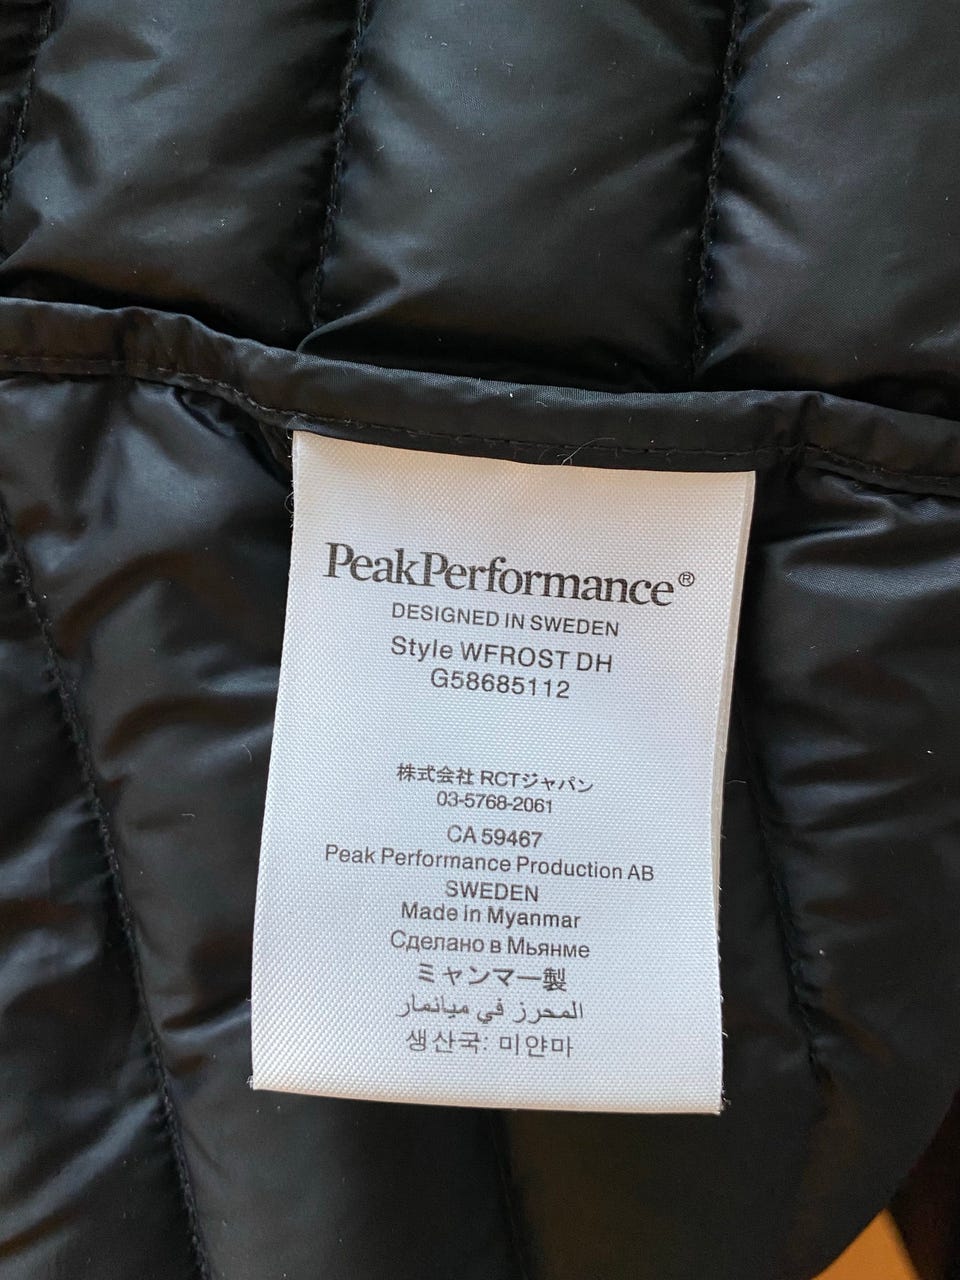 PeakPerformance®
DESIGNED IN SWEDEN
Style WFROST DH
G58685112
株式会社 RCTジャパン
03-5768-2061
CA 59467
Peak Performance Production AB
SWEDEN
Made in Myanmar
Сделано в Мьянме
ミャンマー製
المحرز في ميانمار
생산국: 미얀마